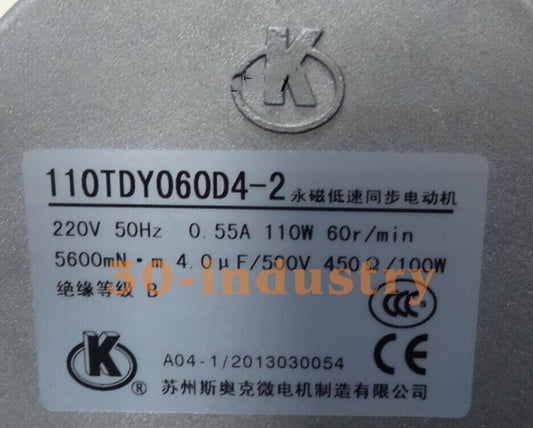 K
110TDY060D4-2 永磁低速同步电动机
220V 50Hz 0.55A 110W 60r/min
5600mN·m 4.0μF/500V 450Ω/100W
30-industry
绝缘等级 B
CCC
CE
K ® A04-1/2013030054
苏州斯奥克微电机制造有限公司